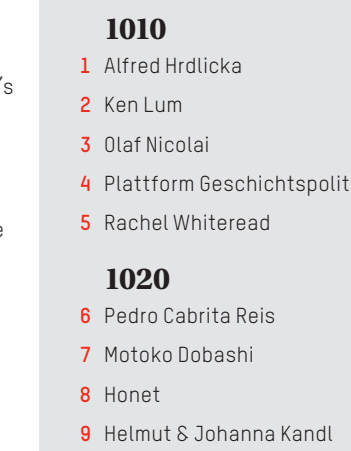 's
e
1010
1 Alfred Hrdlicka
2 Ken Lum
3 Olaf Nicolai
4 Plattform Geschichtspolit
5 Rachel Whiteread
1020
6 Pedro Cabrita Reis
7 Motoko Dobashi
8 Honet
9 Helmut & Johanna Kandl